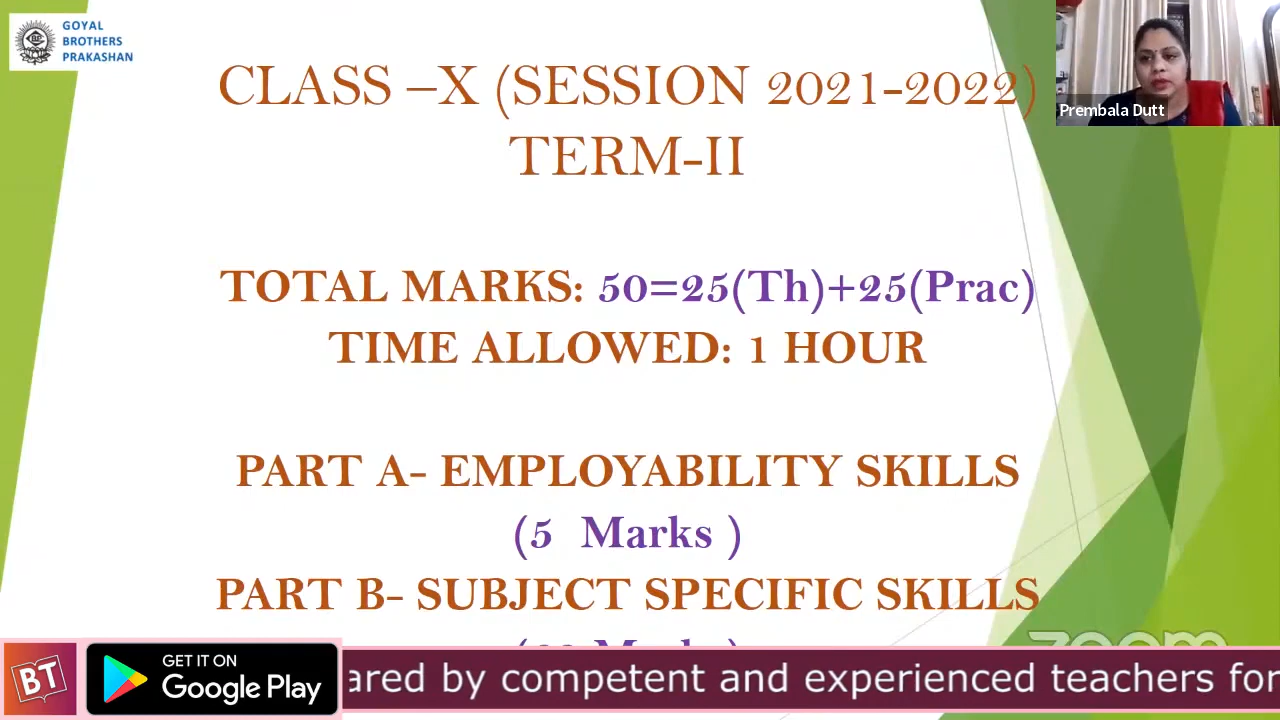 GOYAL
BROTHERS
PRAKASHAN
CLASS –X (SESSION 2021-2022)
TERM-II
Prembala Dutt
TOTAL MARKS: 50=25(Th)+25(Prac)
TIME ALLOWED: 1 HOUR
PART A- EMPLOYABILITY SKILLS
(5 Marks )
PART B- SUBJECT SPECIFIC SKILLS
zoom
BT
GET IT ON
Google Play
ared by competent and experienced teachers for